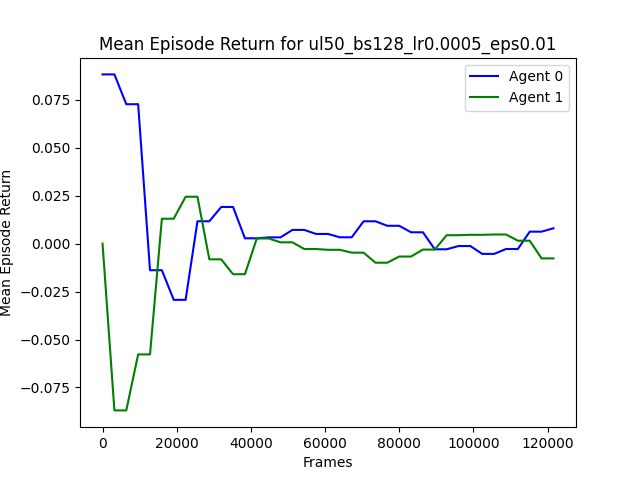 Mean Episode Return for ul50_bs128_lr0.0005_eps0.01
Agent 0
Agent 1
Mean Episode Return
0.075
0.050
0.025
0.000
−0.025
−0.050
−0.075
0
20000
40000
60000
80000
100000
120000
Frames